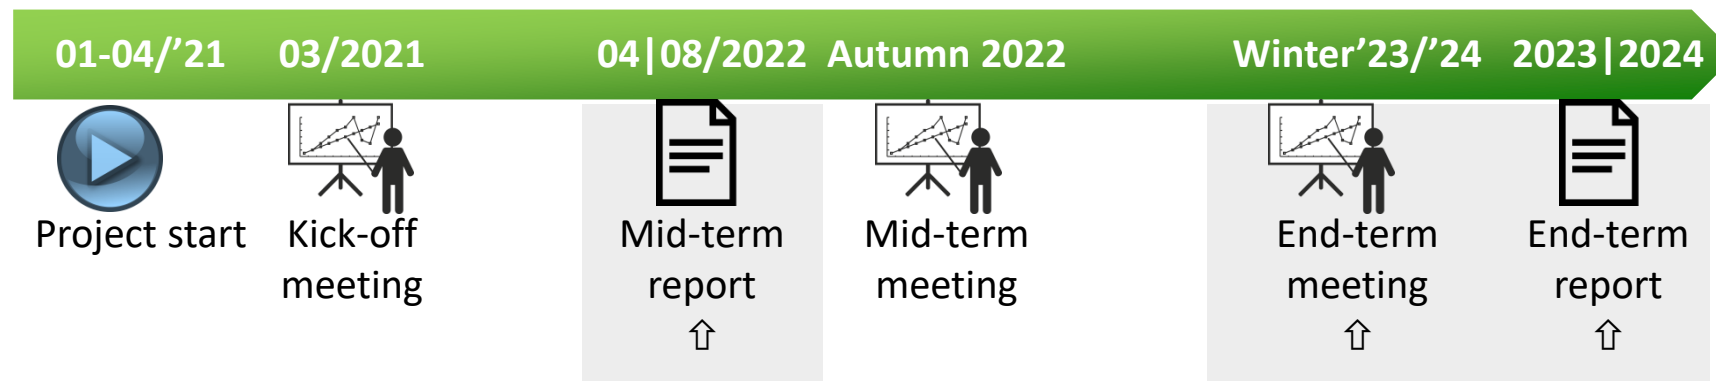 01-04/’21 03/2021 04|08/2022 Autumn 2022 Winter’23/’24 2023|2024
Project start
Kick-off
meeting
Mid-term
report
⇧
Mid-term
meeting
End-term
meeting
⇧
End-term
report
⇧